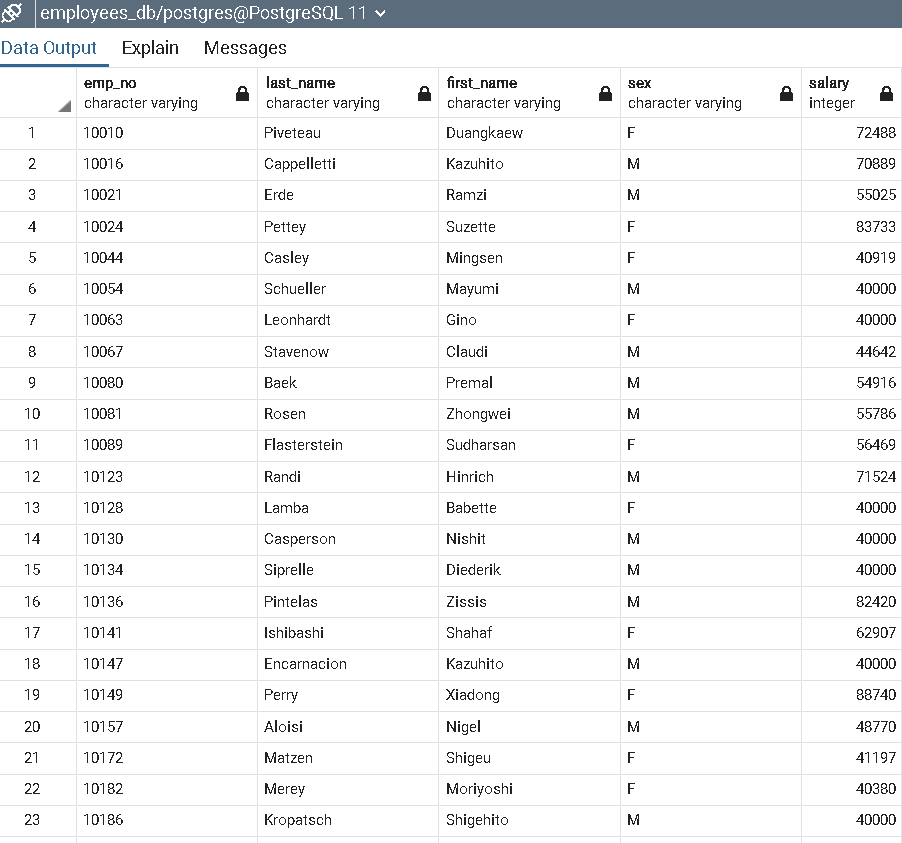 employees_db/postgres@PostgreSQL 11
Data Output Explain Messages
emp_no last_name first_name sex salary
character varying character varying character varying character varying integer
1 10010 Piveteau Duangkaew F 72488
2 10016 Cappelletti Kazuhito M 70889
3 10021 Erde Ramzi M 55025
4 10024 Pettey Suzette F 83733
5 10044 Casley Mingsen F 40919
6 10054 Schueller Mayumi M 40000
7 10063 Leonhardt Gino F 40000
8 10067 Stavenow Claudi M 44642
9 10080 Baek Premal M 54916
10 10081 Rosen Zhongwei M 55786
11 10089 Flasterstein Sudharsan F 56469
12 10123 Randi Hinrich M 71524
13 10128 Lamba Babette F 40000
14 10130 Casperson Nishit M 40000
15 10134 Siprelle Diederik M 40000
16 10136 Pintelas Zissis M 82420
17 10141 Ishibashi Shahaf F 62907
18 10147 Encarnacion Kazuhito M 40000
19 10149 Perry Xiadong F 88740
20 10157 Aloisi Nigel M 48770
21 10172 Matzen Shigeu F 41197
22 10182 Merey Moriyoshi F 40380
23 10186 Kropatsch Shigehito M 40000